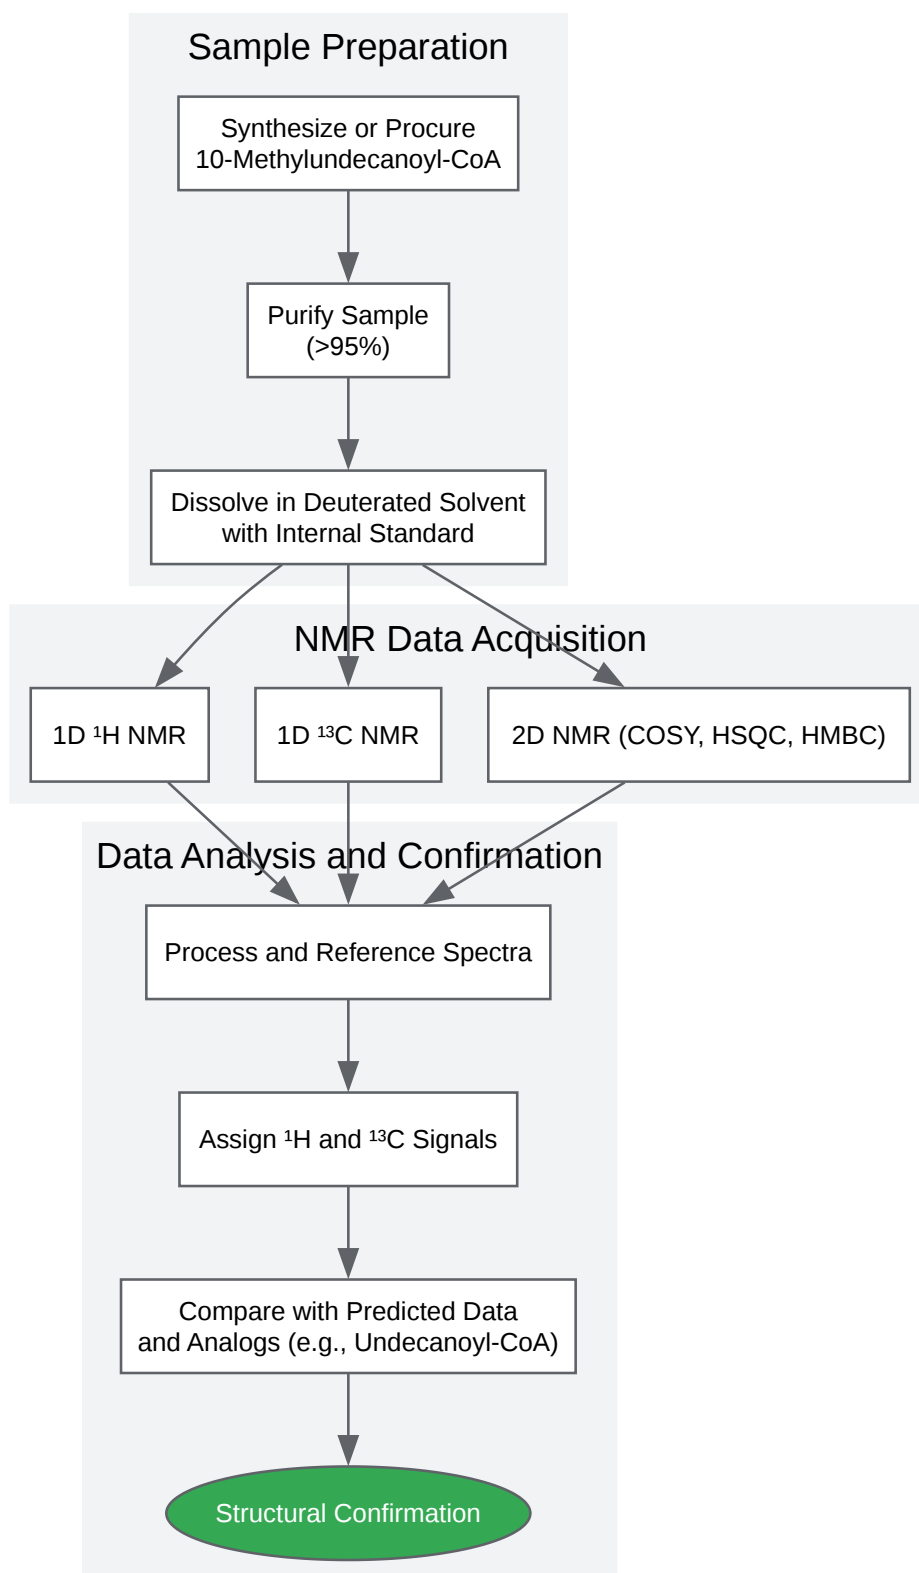 Sample Preparation
Synthesize or Procure
10-Methylundecanoyl-CoA
Purify Sample
(>95%)
Dissolve in Deuterated Solvent
with Internal Standard
NMR Data Acquisition
1D ¹H NMR
1D ¹³C NMR
2D NMR (COSY, HSQC, HMBC)
Data Analysis and Confirmation
Process and Reference Spectra
Assign ¹H and ¹³C Signals
Compare with Predicted Data
and Analogs (e.g., Undecanoyl-CoA)
Structural Confirmation